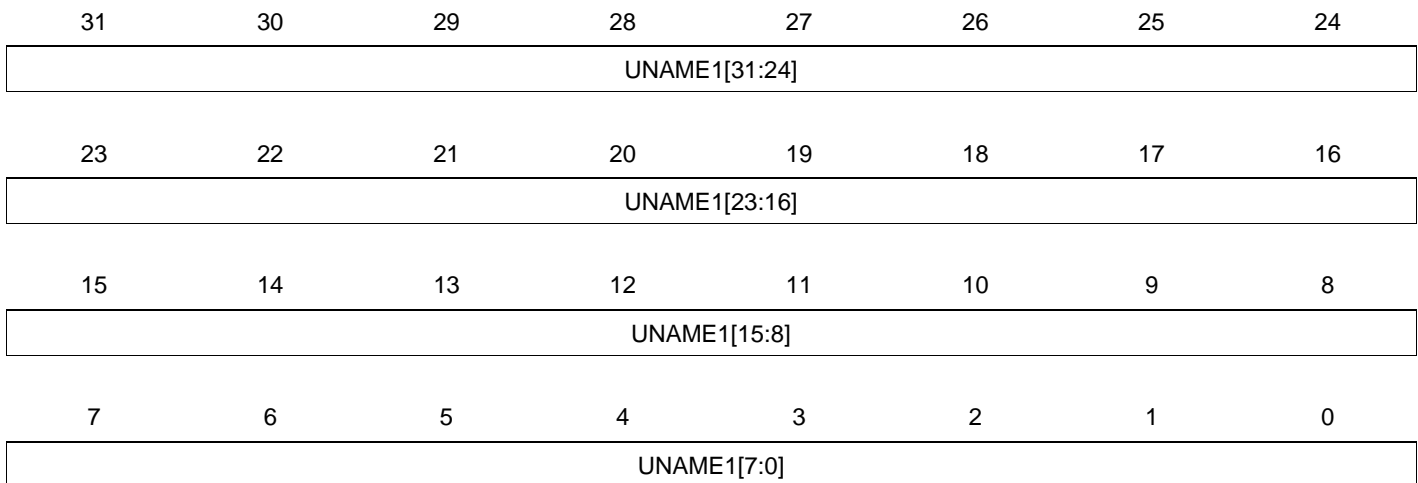 31 30 29 28 27 26 25 24
UNAME1[31:24]
23 22 21 20 19 18 17 16
UNAME1[23:16]
15 14 13 12 11 10 9 8
UNAME1[15:8]
7 6 5 4 3 2 1 0
UNAME1[7:0]